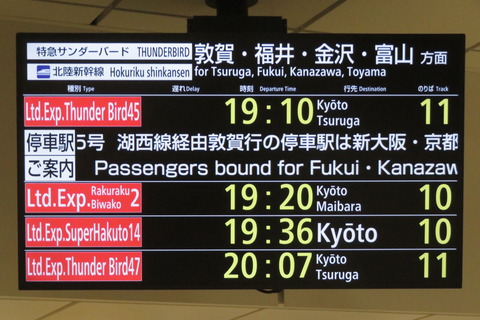 特急サンダーバード THUNDERBIRD 敦賀・福井・金沢・富山 方面
北陸新幹線 Hokuriku shinkansen for Tsuruga, Fukui, Kanazawa, Toyama
種別 Type 遅れ Delay 時刻 Departure Time 行先 Destination のりば Track
Ltd.Exp.Thunder Bird45 19:10 Kyōto Tsuruga 11
停車駅 5号 湖西線経由敦賀行の停車駅は新大阪・京都
ご案内 Passengers bound for Fukui・Kanazaw
Ltd.Exp.Rakuraku Biwako 2 19:20 Kyōto Maibara 10
Ltd.Exp.SuperHakuto14 19:36 Kyōto 10
Ltd.Exp.Thunder Bird47 20:07 Kyōto Tsuruga 11